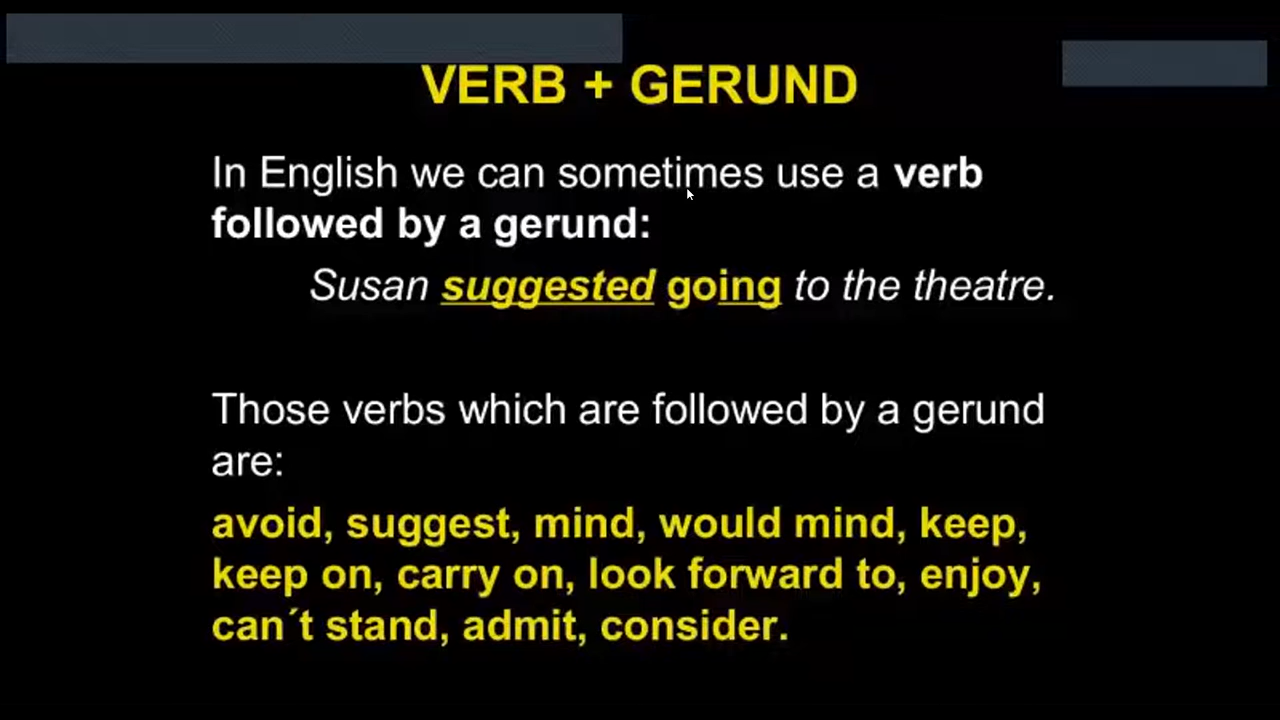 VERB + GERUND
In English we can sometimes use a verb
followed by a gerund:
Susan suggested going to the theatre.
Those verbs which are followed by a gerund
are:
avoid, suggest, mind, would mind, keep,
keep on, carry on, look forward to, enjoy,
can´t stand, admit, consider.